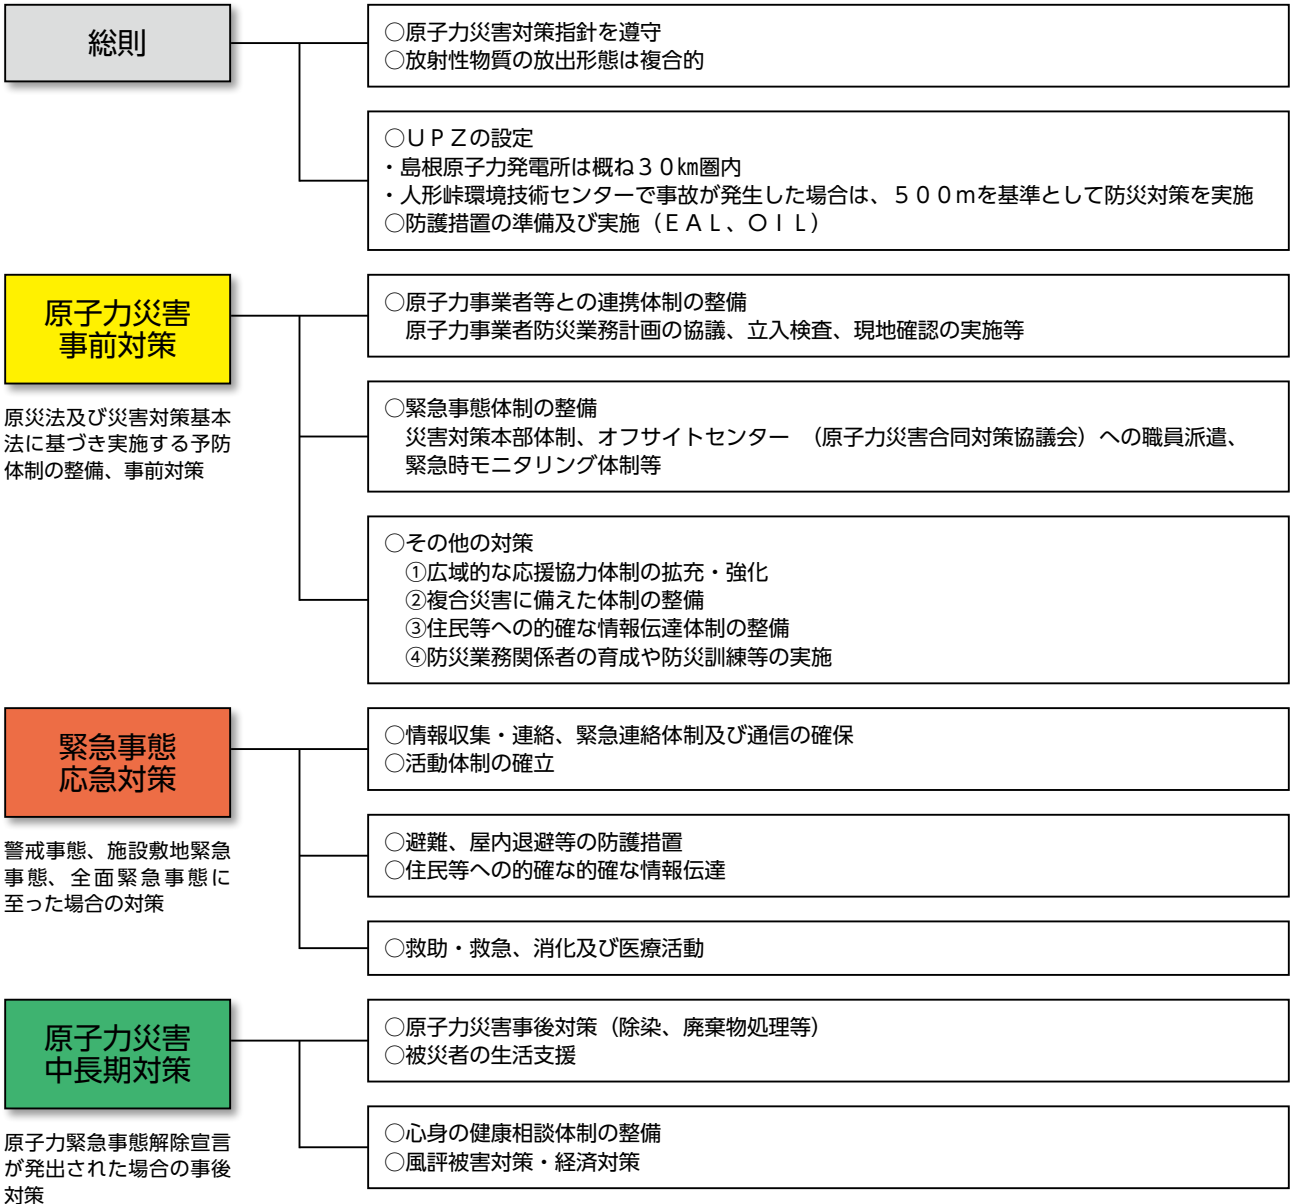 総則
○原子力災害対策指針を遵守
○放射性物質の放出形態は複合的
○ＵＰＺの設定
・島根原子力発電所は概ね３０㎞圏内
・人形峠環境技術センターで事故が発生した場合は、５００ｍを基準として防災対策を実施
○防護措置の準備及び実施（ＥＡＬ、ＯＩＬ）
原子力災害
事前対策
原災法及び災害対策基本
法に基づき実施する予防
体制の整備、事前対策
○原子力事業者等との連携体制の整備
原子力事業者防災業務計画の協議、立入検査、現地確認の実施等
○緊急事態体制の整備
災害対策本部体制、オフサイトセンター　（原子力災害合同対策協議会）への職員派遣、
緊急時モニタリング体制等
○その他の対策
①広域的な応援協力体制の拡充・強化
②複合災害に備えた体制の整備
③住民等への的確な情報伝達体制の整備
④防災業務関係者の育成や防災訓練等の実施
緊急事態
応急対策
警戒事態、施設敷地緊急
事態、全面緊急事態に
至った場合の対策
○情報収集・連絡、緊急連絡体制及び通信の確保
○活動体制の確立
○避難、屋内退避等の防護措置
○住民等への的確な的確な情報伝達
○救助・救急、消化及び医療活動
原子力災害
中長期対策
原子力緊急事態解除宣言
が発出された場合の事後
対策
○原子力災害事後対策（除染、廃棄物処理等）
○被災者の生活支援
○心身の健康相談体制の整備
○風評被害対策・経済対策